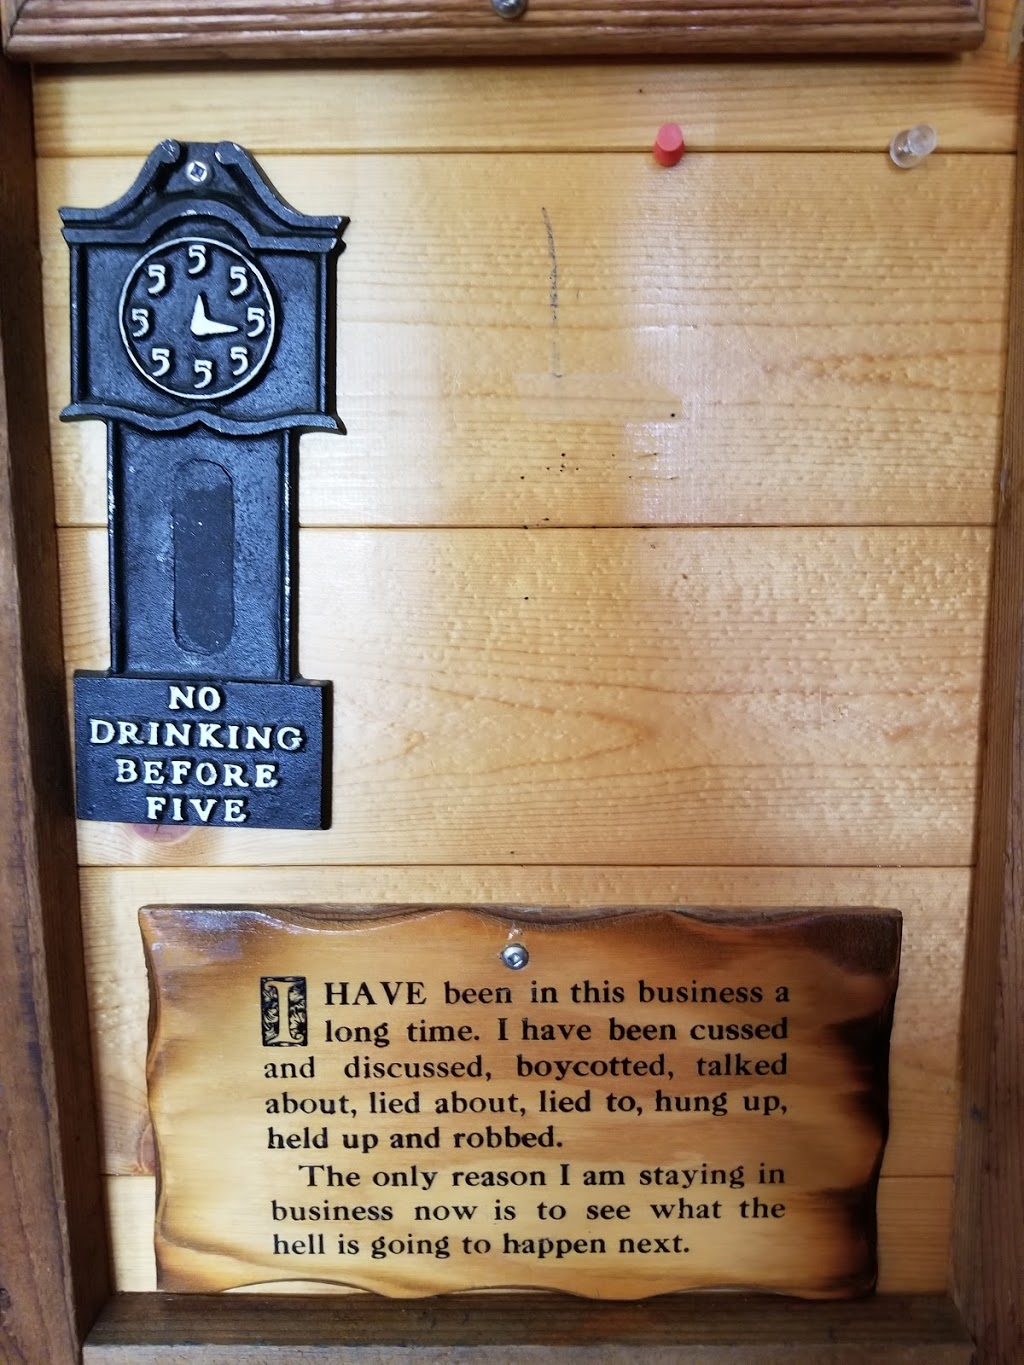 5
5 5
5 5
5 5
5
NO
DRINKING
BEFORE
FIVE
I HAVE been in this business a
long time. I have been cussed
and discussed, boycotted, talked
about, lied about, lied to, hung up,
held up and robbed.
The only reason I am staying in
business now is to see what the
hell is going to happen next.